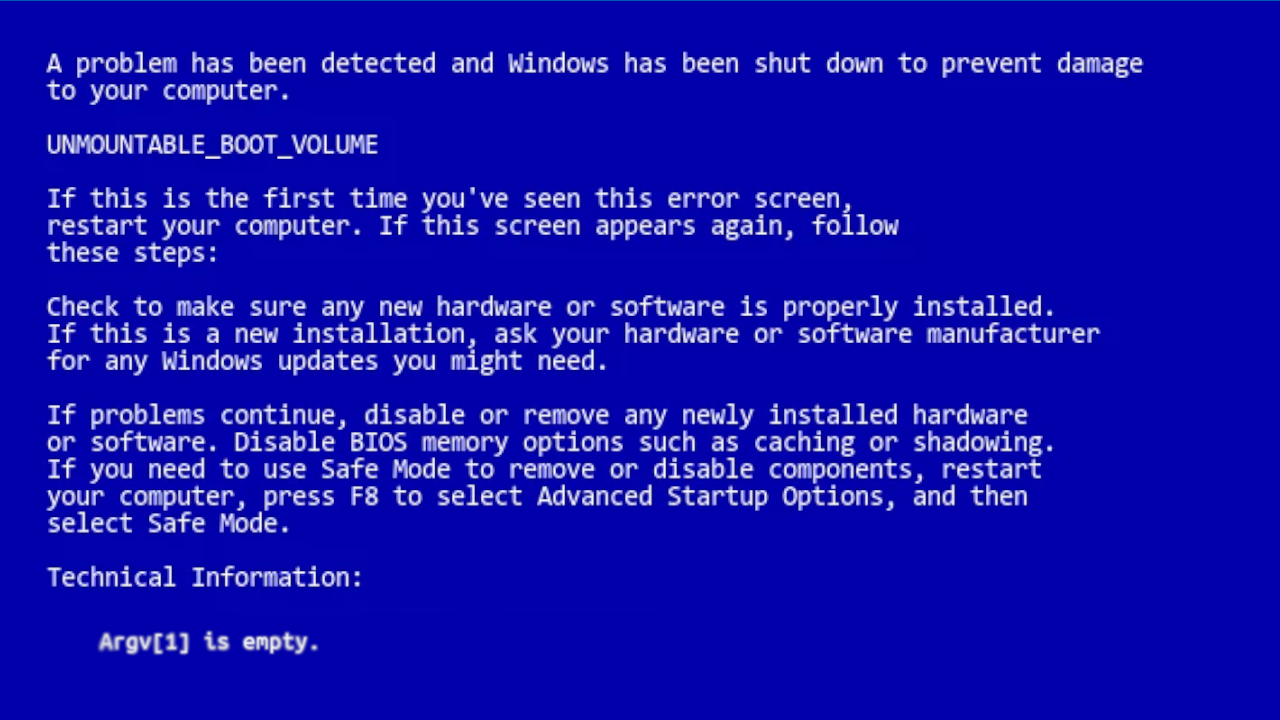 A problem has been detected and Windows has been shut down to prevent damage
to your computer.
UNMOUNTABLE_BOOT_VOLUME
If this is the first time you've seen this error screen,
restart your computer. If this screen appears again, follow
these steps:
Check to make sure any new hardware or software is properly installed.
If this is a new installation, ask your hardware or software manufacturer
for any Windows updates you might need.
If problems continue, disable or remove any newly installed hardware
or software. Disable BIOS memory options such as caching or shadowing.
If you need to use Safe Mode to remove or disable components, restart
your computer, press F8 to select Advanced Startup Options, and then
select Safe Mode.
Technical Information:
Argv[1] is empty.